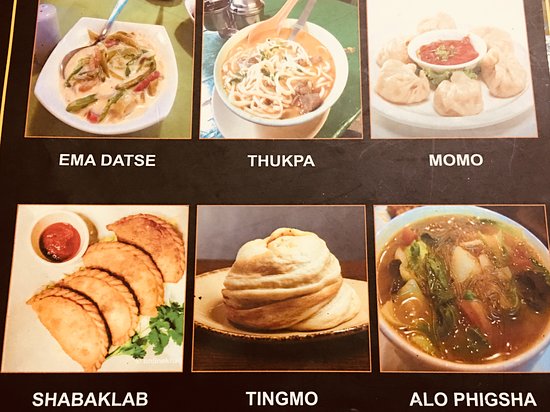 EMA DATSE
THUKPA
MOMO
SHABAKLAB
TINGMO
ALO PHIGSHA